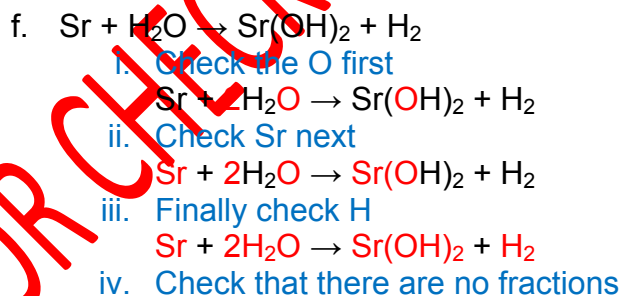 f. Sr + H₂O → Sr(OH)₂ + H₂
i. Check the O first
Sr + 2H₂O → Sr(OH)₂ + H₂
ii. Check Sr next
Sr + 2H₂O → Sr(OH)₂ + H₂
iii. Finally check H
Sr + 2H₂O → Sr(OH)₂ + H₂
iv. Check that there are no fractions